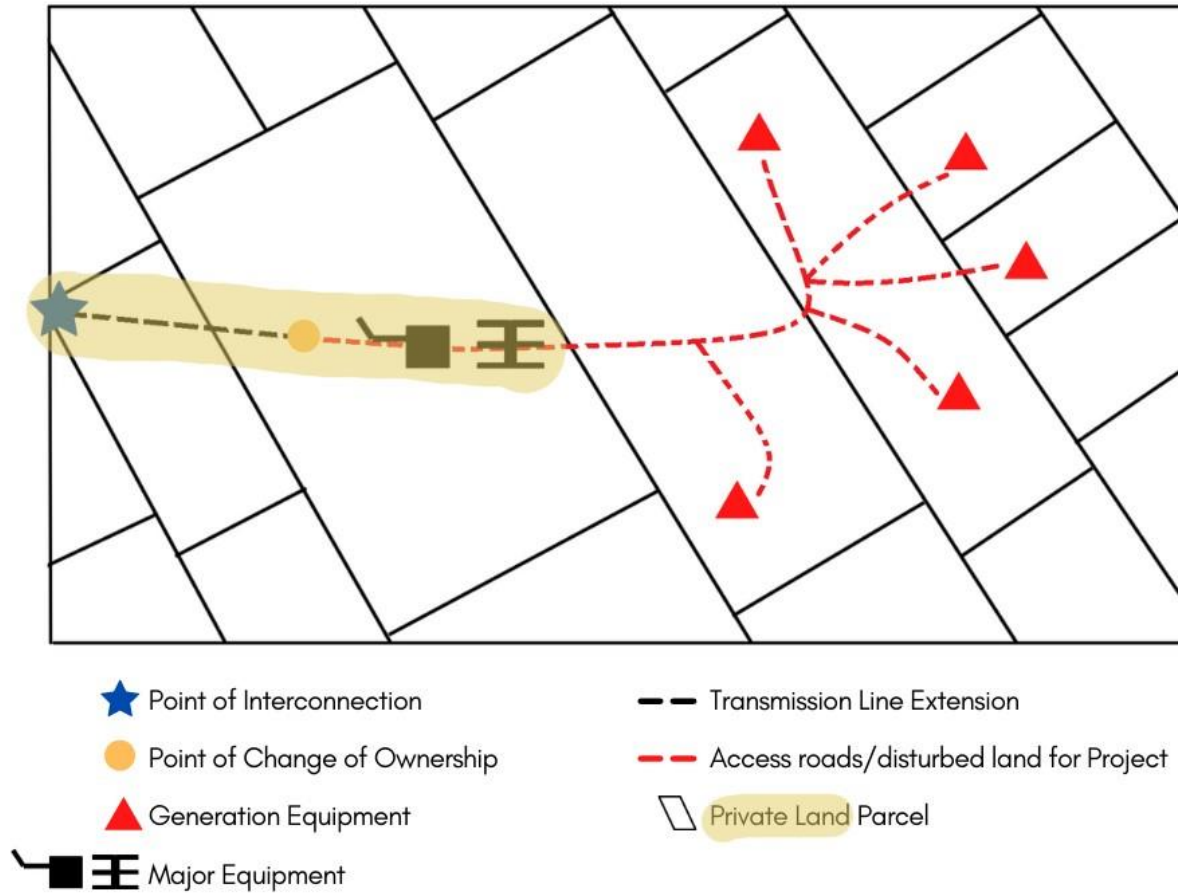 Point of Interconnection
Transmission Line Extension
Point of Change of Ownership
Access roads/disturbed land for Project
Generation Equipment
Private Land Parcel
Major Equipment